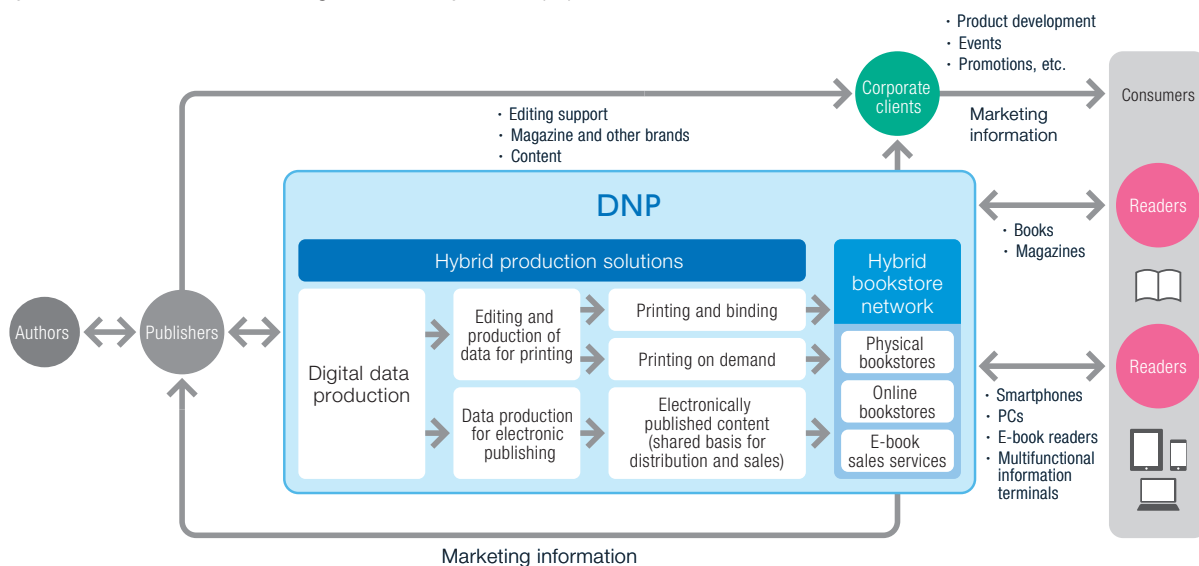 ・ Product development
・ Events
・ Promotions, etc.
Corporate
clients
Consumers
Marketing
information
・ Editing support
・ Magazine and other brands
・ Content
DNP
Readers
・ Books
・ Magazines
Hybrid production solutions
Hybrid
bookstore
network
Authors
Publishers
Digital data
production
Editing and
production of
data for printing
Printing and binding
Printing on demand
Physical
bookstores
Readers
Data production
for electronic
publishing
Electronically
published content
(shared basis for
distribution and sales)
Online
bookstores
E-book
sales services
・ Smartphones
・ PCs
・ E-book readers
・ Multifunctional
information
terminals
Marketing information